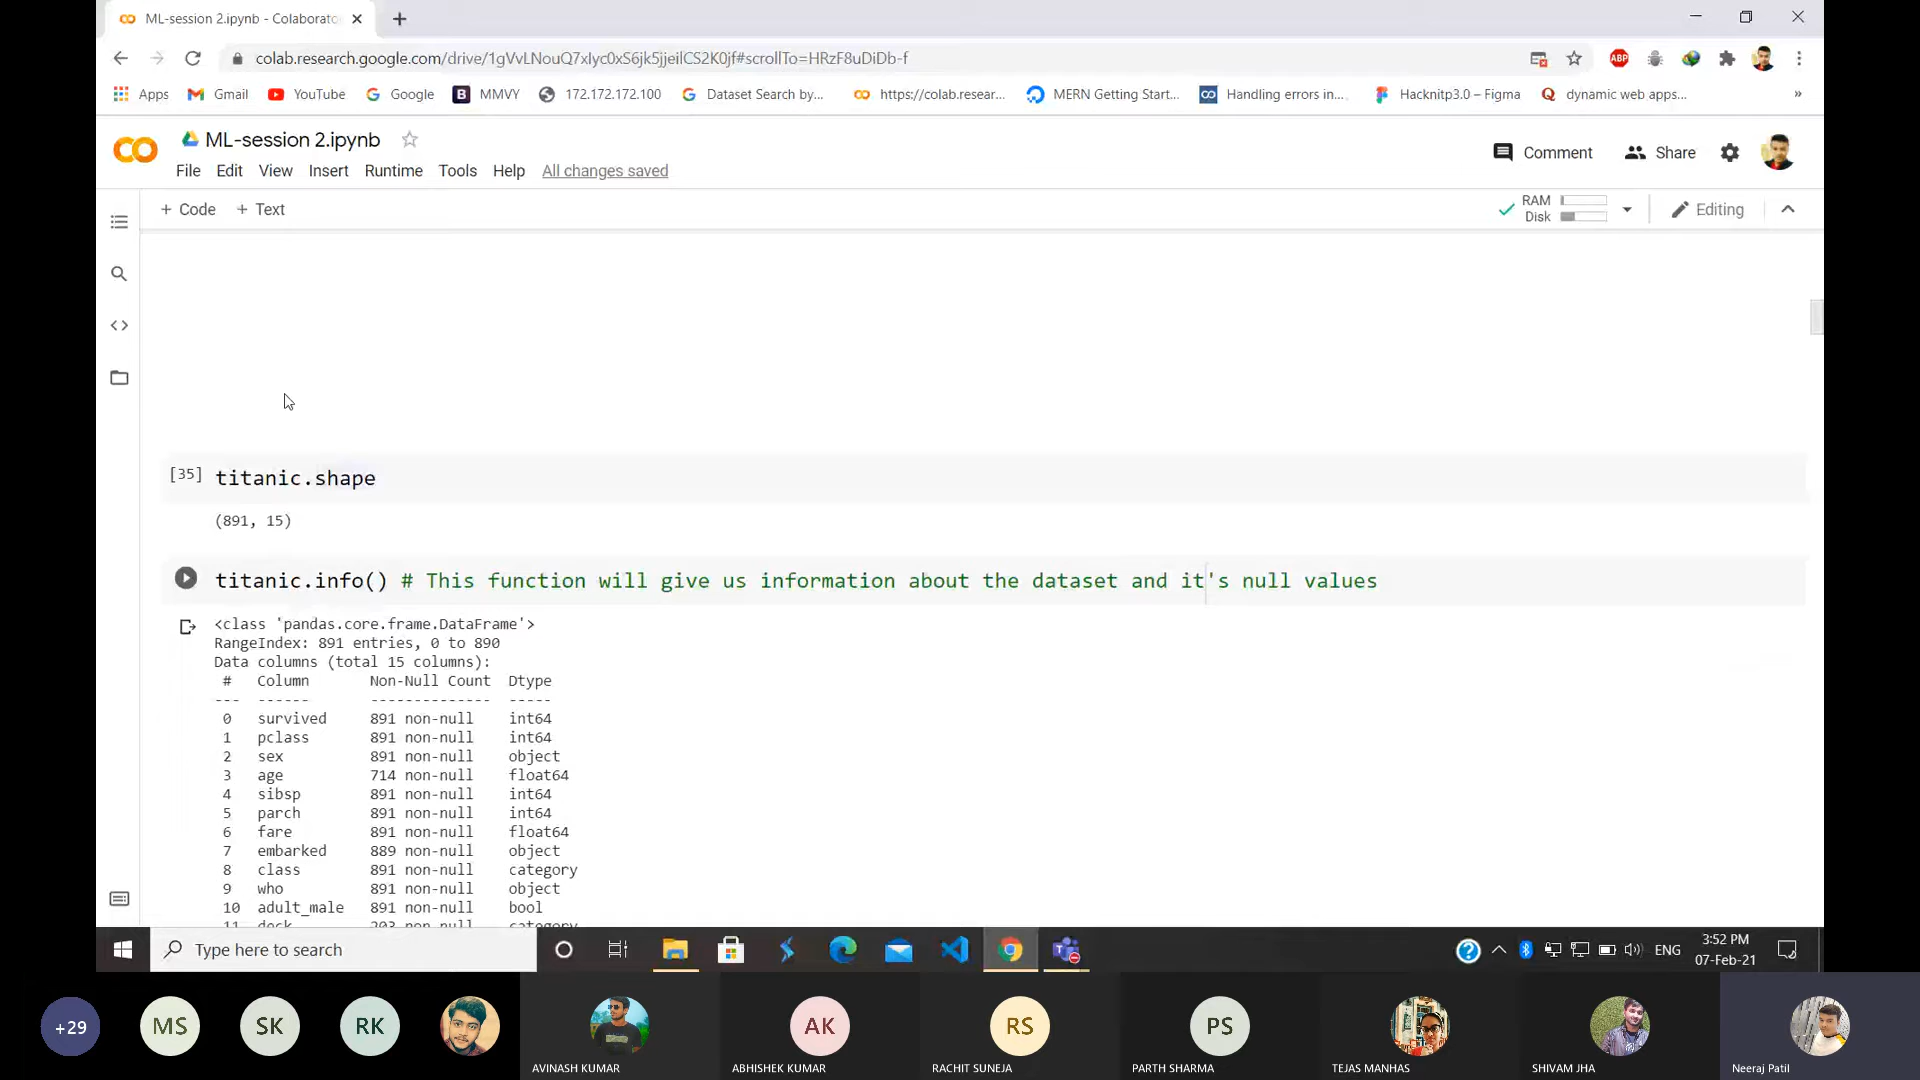 ML-session 2.ipynb - Colaborato
colab.research.google.com/drive/1gVvLNouQ7xIyc0xS6jk5jjeilCS2K0jf#scrollTo=HRzF8uDiDb-f
ABP
Apps Gmail YouTube Google B MMVY 172.172.172.100 Dataset Search by... https://colab.resear... MERN Getting Start... Handling errors in... Hacknitp3.0 – Figma dynamic web apps... »
ML-session 2.ipynb
Comment Share
File Edit View Insert Runtime Tools Help All changes saved
+ Code + Text
RAM
Disk
Editing
[35] titanic.shape
(891, 15)
titanic.info() # This function will give us information about the dataset and it's null values
<class 'pandas.core.frame.DataFrame'>
RangeIndex: 891 entries, 0 to 890
Data columns (total 15 columns):
# Column Non-Null Count Dtype
--- ------ -------------- -----
0 survived 891 non-null int64
1 pclass 891 non-null int64
2 sex 891 non-null object
3 age 714 non-null float64
4 sibsp 891 non-null int64
5 parch 891 non-null int64
6 fare 891 non-null float64
7 embarked 889 non-null object
8 class 891 non-null category
9 who 891 non-null object
10 adult_male 891 non-null bool
11 deck 203 non-null category
Type here to search
ENG
3:52 PM
07-Feb-21
+29
MS
SK
RK
AK
RS
PS
AVINASH KUMAR
ABHISHEK KUMAR
RACHIT SUNEJA
PARTH SHARMA
TEJAS MANHAS
SHIVAM JHA
Neeraj Patil